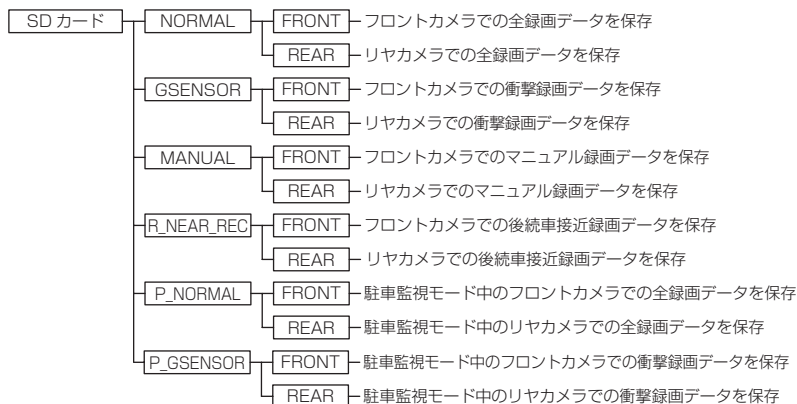 SD カード NORMAL FRONT フロントカメラでの全録画データを保存
REAR リヤカメラでの全録画データを保存
GSENSOR FRONT フロントカメラでの衝撃録画データを保存
REAR リヤカメラでの衝撃録画データを保存
MANUAL FRONT フロントカメラでのマニュアル録画データを保存
REAR リヤカメラでのマニュアル録画データを保存
R_NEAR_REC FRONT フロントカメラでの後続車接近録画データを保存
REAR リヤカメラでの後続車接近録画データを保存
P_NORMAL FRONT 駐車監視モード中のフロントカメラでの全録画データを保存
REAR 駐車監視モード中のリヤカメラでの全録画データを保存
P_GSENSOR FRONT 駐車監視モード中のフロントカメラでの衝撃録画データを保存
REAR 駐車監視モード中のリヤカメラでの衝撃録画データを保存